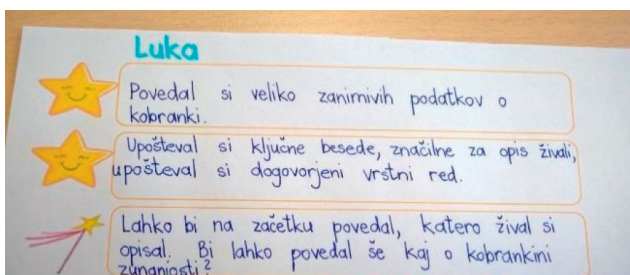 Luka
Povedal si veliko zanimivih podatkov o
kobranki.
Upošteval si ključne besede, značilne za opis živali,
upošteval si dogovorjeni vrstni red.
Lahko bi na začetku povedal, katero žival si
opisal. Bi lahko povedal še kaj o kobrankini
zunanjosti?